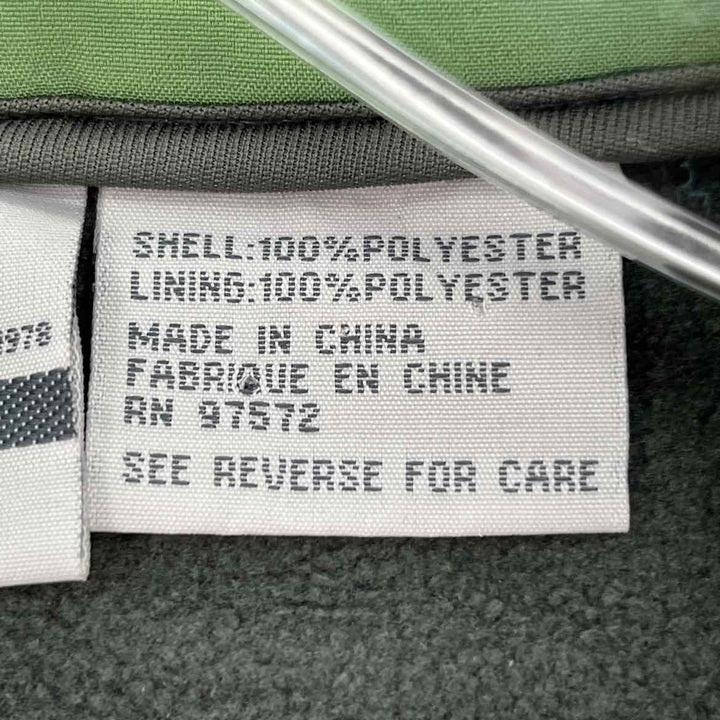 SHELL:100%POLYESTER
LINING:100%POLYESTER
MADE IN CHINA
FABRIQUE EN CHINE
RN 97572
SEE REVERSE FOR CARE